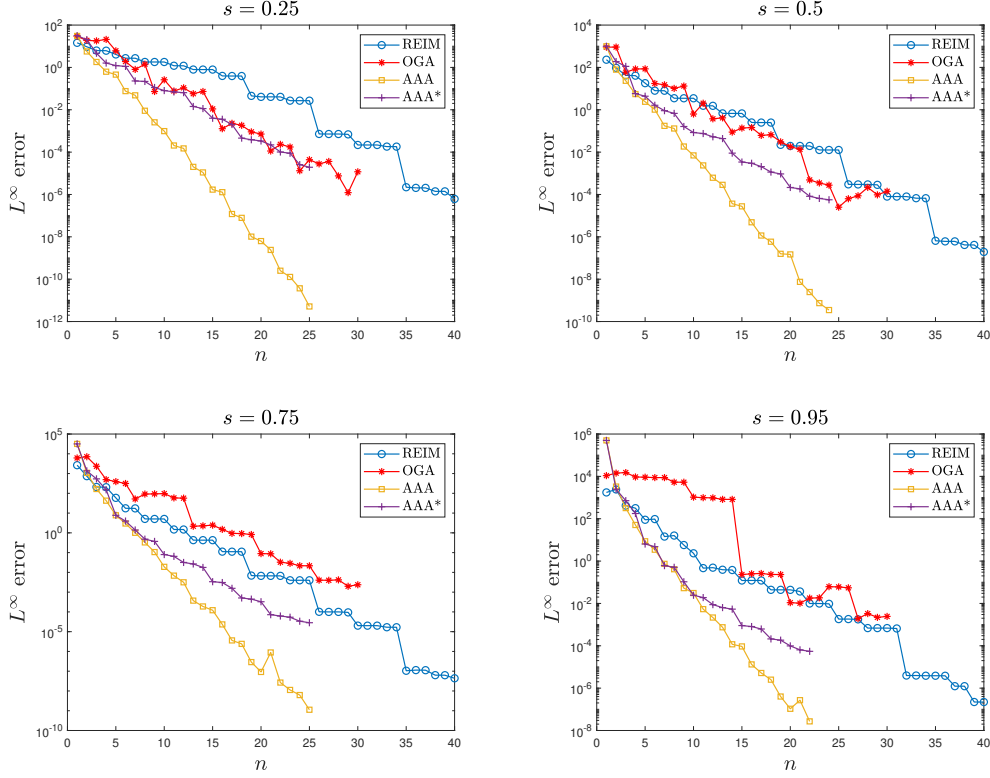 s = 0.25
10^2
10^0
10^-2
10^-4
10^-6
10^-8
10^-10
10^-12
L^∞ error
0 5 10 15 20 25 30 35 40
n
REIM
OGA
AAA
AAA*
s = 0.5
10^4
10^2
10^0
10^-2
10^-4
10^-6
10^-8
10^-10
L^∞ error
0 5 10 15 20 25 30 35 40
n
REIM
OGA
AAA
AAA*
s = 0.75
10^5
10^0
10^-5
10^-10
L^∞ error
0 5 10 15 20 25 30 35 40
n
REIM
OGA
AAA
AAA*
s = 0.95
10^6
10^4
10^2
10^0
10^-2
10^-4
10^-6
10^-8
L^∞ error
0 5 10 15 20 25 30 35 40
n
REIM
OGA
AAA
AAA*